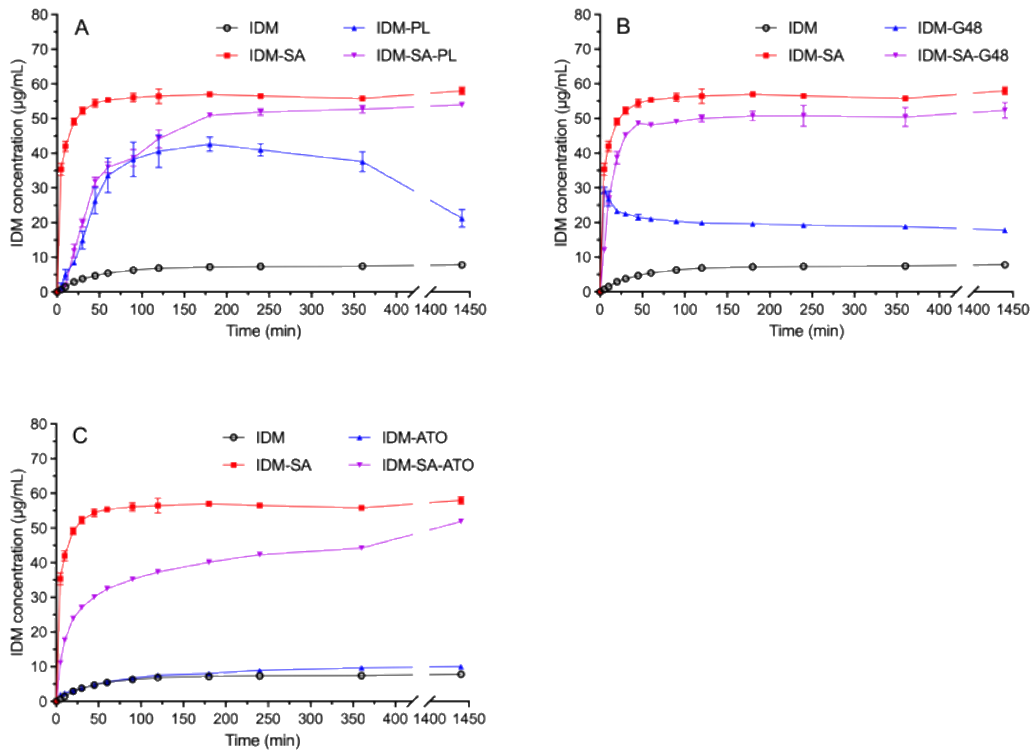 A
IDM
IDM-PL
IDM-SA
IDM-SA-PL
IDM concentration (µg/mL)
80
70
60
50
40
30
20
10
0
0 50 100 150 200 250 300 350 400 1400 1450
Time (min)
B
IDM
IDM-G48
IDM-SA
IDM-SA-G48
IDM concentration (µg/mL)
80
70
60
50
40
30
20
10
0
0 50 100 150 200 250 300 350 400 1400 1450
Time (min)
C
IDM
IDM-ATO
IDM-SA
IDM-SA-ATO
IDM concentration (µg/mL)
80
70
60
50
40
30
20
10
0
0 50 100 150 200 250 300 350 400 1400 1450
Time (min)